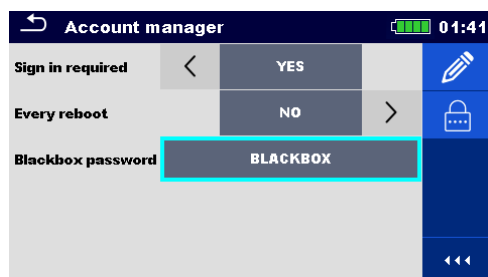 Account manager 01:41
Sign in required YES
Every reboot NO
Blackbox password BLACKBOX